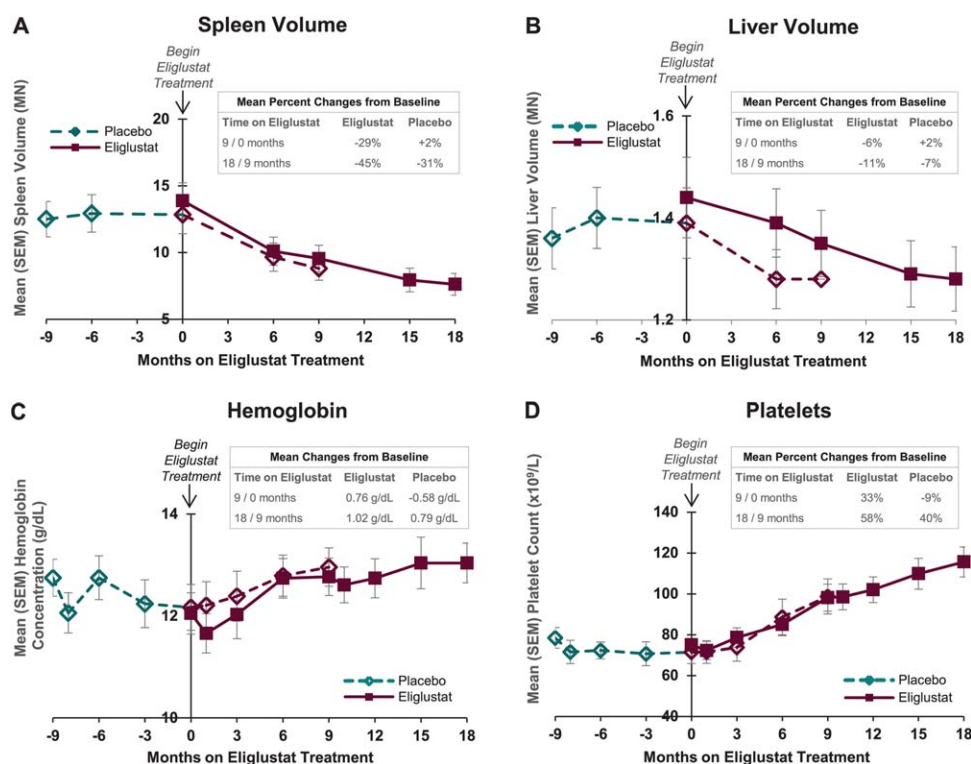 A
Spleen Volume
Begin
Eliglustat
Treatment
Mean Percent Changes from Baseline
Time on Eliglustat Eliglustat Placebo
9 / 0 months -29% +2%
18 / 9 months -45% -31%
Placebo
Eliglustat
Mean (SEM) Spleen Volume (MN)
20
15
10
5
-9 -6 -3 0 3 6 9 12 15 18
Months on Eliglustat Treatment
B
Liver Volume
Begin
Eliglustat
Treatment
Mean Percent Changes from Baseline
Time on Eliglustat Eliglustat Placebo
9 / 0 months -6% +2%
18 / 9 months -11% -7%
Placebo
Eliglustat
Mean (SEM) Liver Volume (MN)
1.6
1.4
1.2
-9 -6 -3 0 3 6 9 12 15 18
Months on Eliglustat Treatment
C
Hemoglobin
Begin
Eliglustat
Treatment
Mean Changes from Baseline
Time on Eliglustat Eliglustat Placebo
9 / 0 months 0.76 g/dL -0.58 g/dL
18 / 9 months 1.02 g/dL 0.79 g/dL
Mean (SEM) Hemoglobin
Concentration (g/dL)
14
12
10
Placebo
Eliglustat
-9 -6 -3 0 3 6 9 12 15 18
Months on Eliglustat Treatment
D
Platelets
Begin
Eliglustat
Treatment
Mean Percent Changes from Baseline
Time on Eliglustat Eliglustat Placebo
9 / 0 months 33% -9%
18 / 9 months 58% 40%
Mean (SEM) Platelet Count (x10⁹/L)
140
120
100
80
60
40
Placebo
Eliglustat
-9 -6 -3 0 3 6 9 12 15 18
Months on Eliglustat Treatment